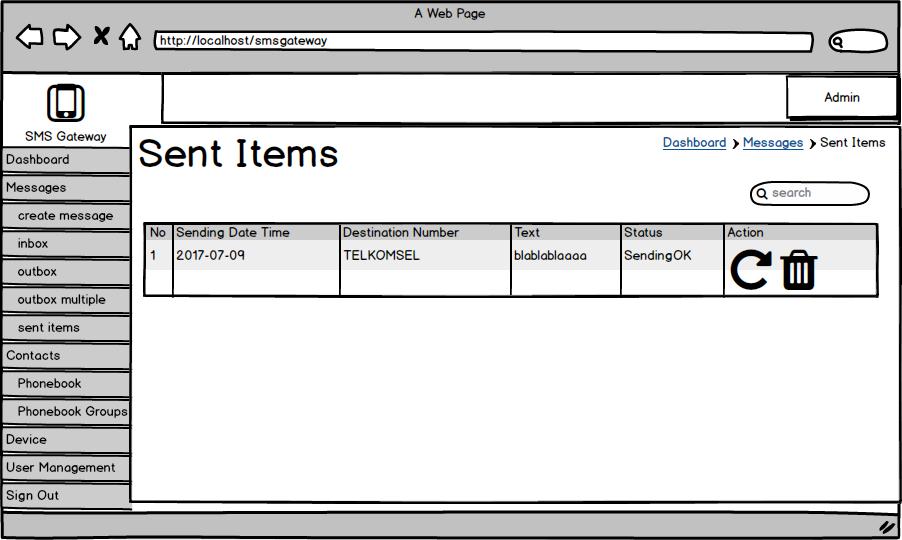 A Web Page
http://localhost/smsgateway
Admin
SMS Gateway
Dashboard
Messages
create message
inbox
outbox
outbox multiple
sent items
Contacts
Phonebook
Phonebook Groups
Device
User Management
Sign Out
Sent Items
Dashboard Messages Sent Items
search
No Sending Date Time Destination Number Text Status Action
1 2017-07-09 TELKOMSEL blablablaaaa SendingOK